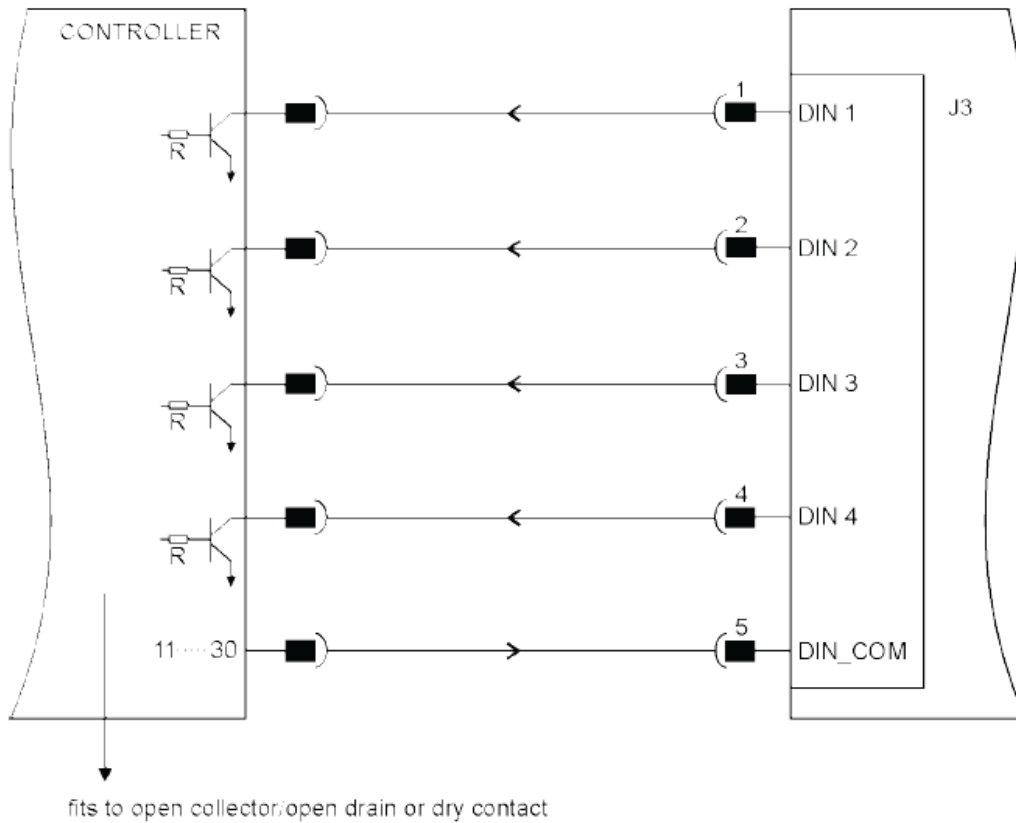 CONTROLLER
J3
1
DIN 1
R
2
DIN 2
R
3
DIN 3
R
4
DIN 4
R
5
11 ····· 30
DIN_COM
fits to open collector/open drain or dry contact